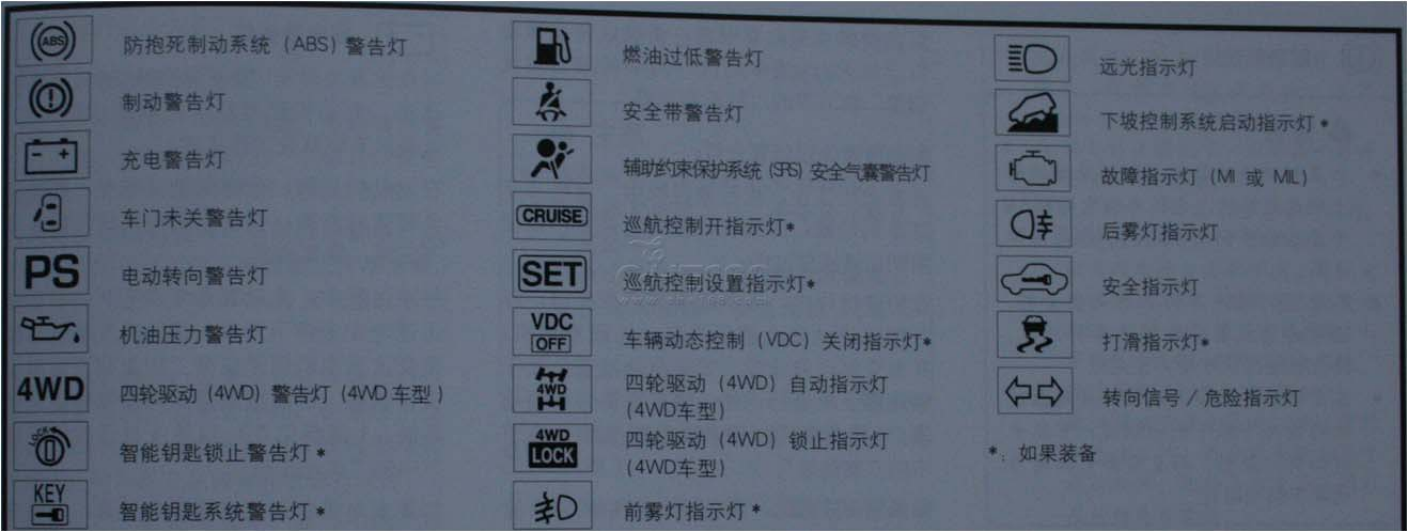 ABS
防抱死制动系统 (ABS) 警告灯
制动警告灯
充电警告灯
车门未关警告灯
PS
电动转向警告灯
机油压力警告灯
4WD
四轮驱动 (4WD) 警告灯 (4WD 车型)
LOCK
智能钥匙锁止警告灯 *
KEY
智能钥匙系统警告灯 *
燃油过低警告灯
安全带警告灯
辅助约束保护系统 (SRS) 安全气囊警告灯
CRUISE
巡航控制开指示灯*
SET
巡航控制设置指示灯*
VDC
OFF
车辆动态控制 (VDC) 关闭指示灯*
4WD
四轮驱动 (4WD) 自动指示灯
(4WD车型)
4WD
LOCK
四轮驱动 (4WD) 锁止指示灯
(4WD车型)
前雾灯指示灯 *
远光指示灯
下坡控制系统启动指示灯 *
故障指示灯 (MI 或 MIL)
后雾灯指示灯
安全指示灯
打滑指示灯*
转向信号 / 危险指示灯
*: 如果装备